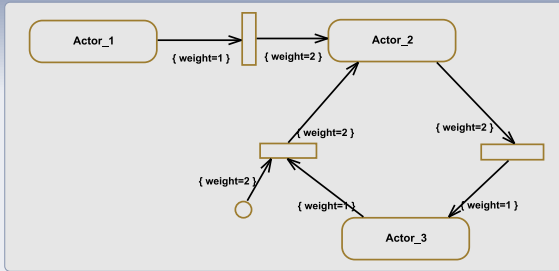 Actor_1
{ weight=1 }
{ weight=2 }
Actor_2
{ weight=2 }
{ weight=2 }
{ weight=2 }
{ weight=1 }
{ weight=1 }
Actor_3